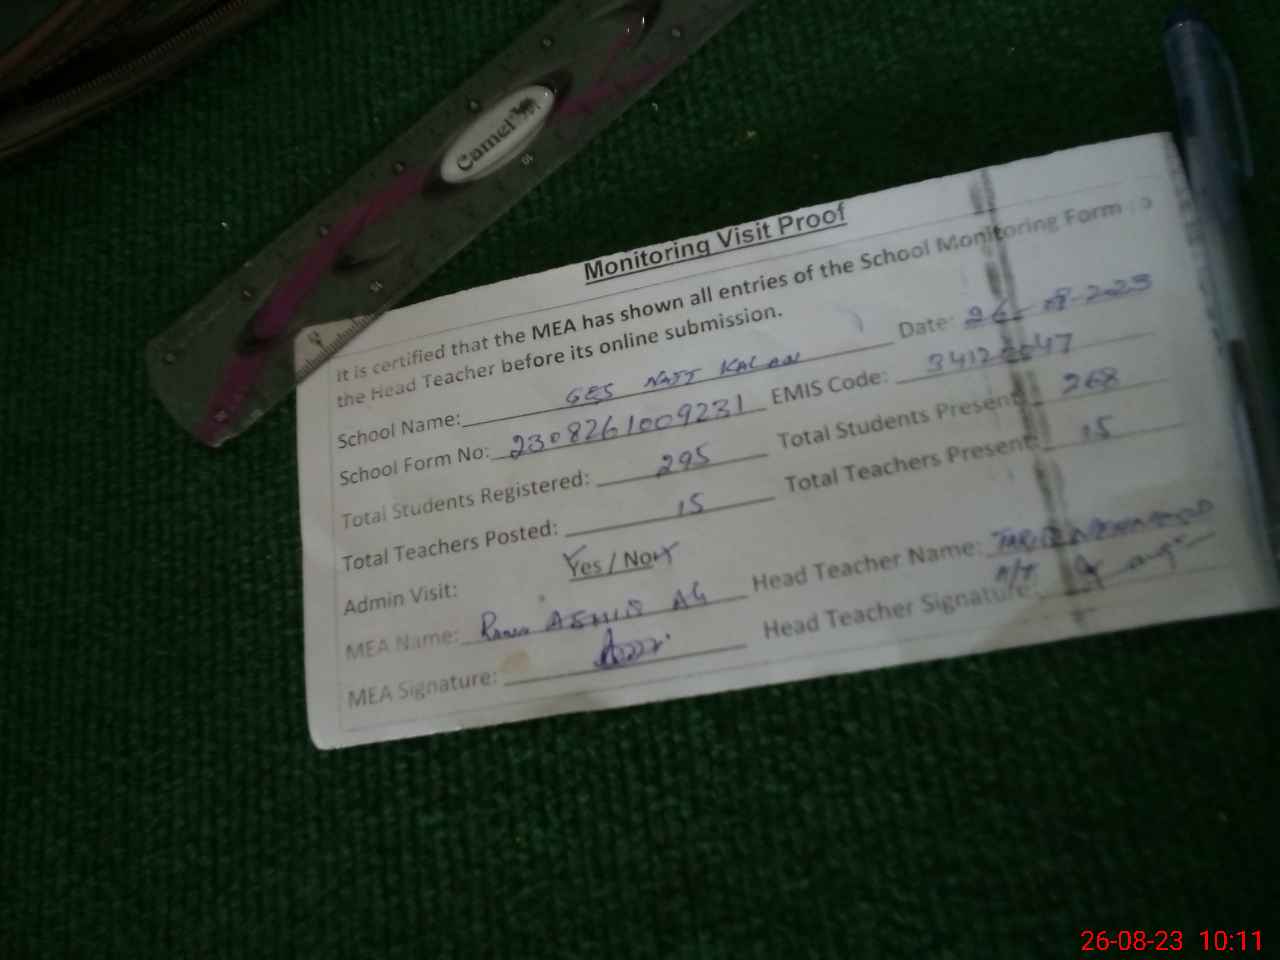 Camel
Monitoring Visit Proof
It is certified that the MEA has shown all entries of the School Monitoring Form to
the Head Teacher before its online submission.
School Name: GES NATT KALAN Date: 26-08-2023
School Form No: 2308261009231 EMIS Code:
Total Students Registered: 295 Total Students Present: 268
Total Teachers Posted: 15 Total Teachers Present: 15
Admin Visit: Yes / No
MEA Name: Head Teacher Name:
MEA Signature: Head Teacher Signature:
26-08-23 10:11